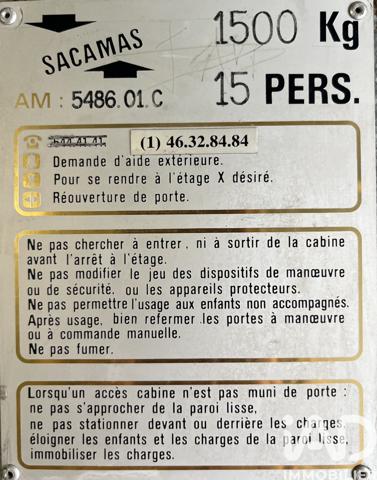 SACAMAS
1500 Kg
AM : 5486.01.C
15 PERS.
544.41.41 (1) 46.32.84.84
Demande d'aide extérieure.
Pour se rendre à l'étage X désiré.
Réouverture de porte.
Ne pas chercher à entrer, ni à sortir de la cabine
avant l'arrêt à l'étage.
Ne pas modifier le jeu des dispositifs de manœuvre
ou de sécurité, ou les appareils protecteurs.
Ne pas permettre l'usage aux enfants non accompagnés.
Après usage, bien refermer les portes à manœuvre
ou à commande manuelle.
Ne pas fumer.
Lorsqu'un accès cabine n'est pas muni de porte :
ne pas s'approcher de la paroi lisse,
ne pas stationner devant ou derrière les charges,
éloigner les enfants et les charges de la paroi lisse,
immobiliser les charges.
iAD
IMMOBILIER